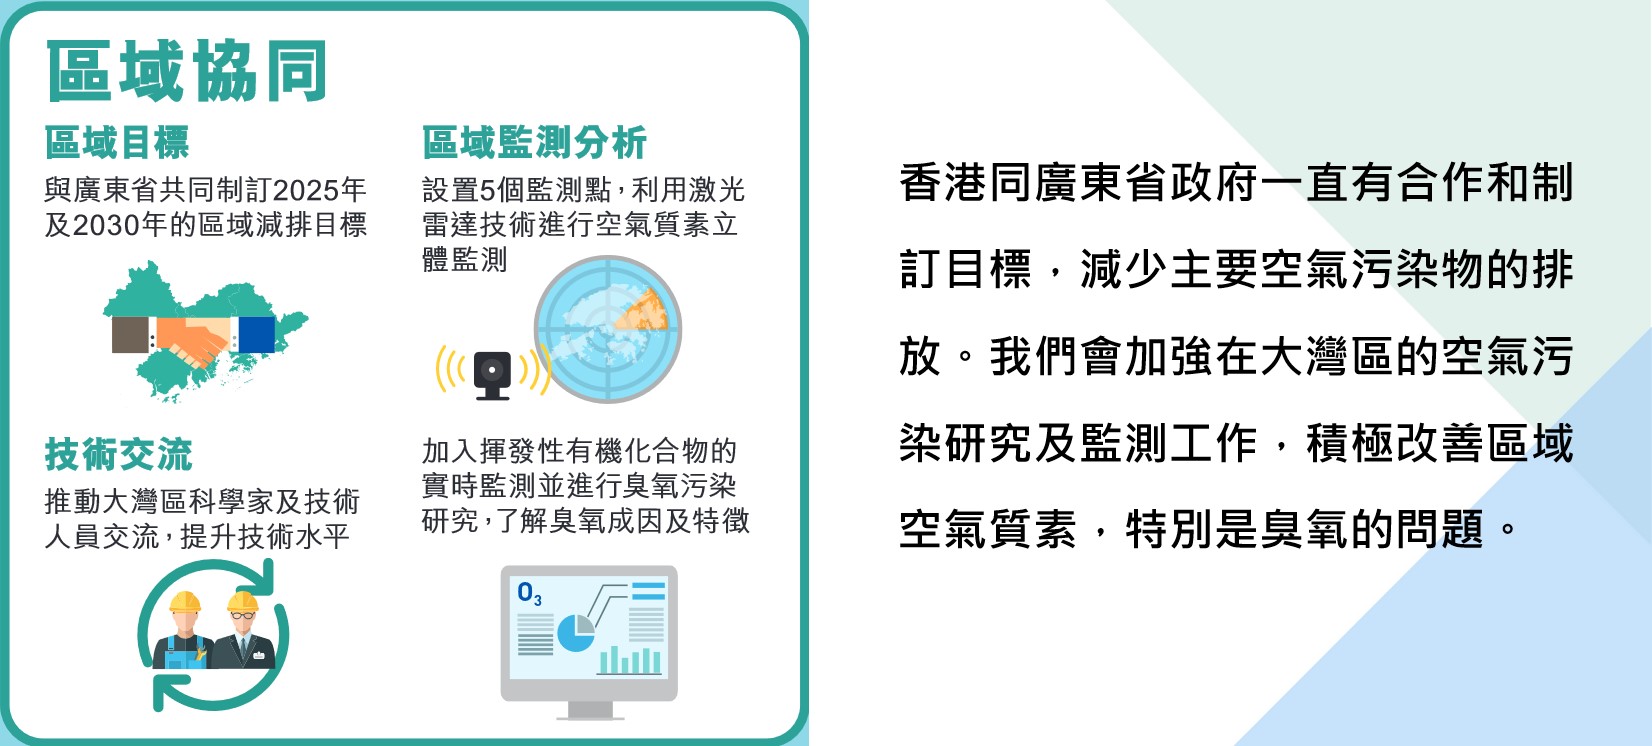 區域協同
區域目標
與廣東省共同制訂2025年
及2030年的區域減排目標
區域監測分析
設置5個監測點，利用激光
雷達技術進行空氣質素立
體監測
技術交流
推動大灣區科學家及技術
人員交流，提升技術水平
加入揮發性有機化合物的
實時監測並進行臭氧污染
研究，了解臭氧成因及特徵
O3
香港同廣東省政府一直有合作和制
訂目標，減少主要空氣污染物的排
放。我們會加強在大灣區的空氣污
染研究及監測工作，積極改善區域
空氣質素，特別是臭氧的問題。